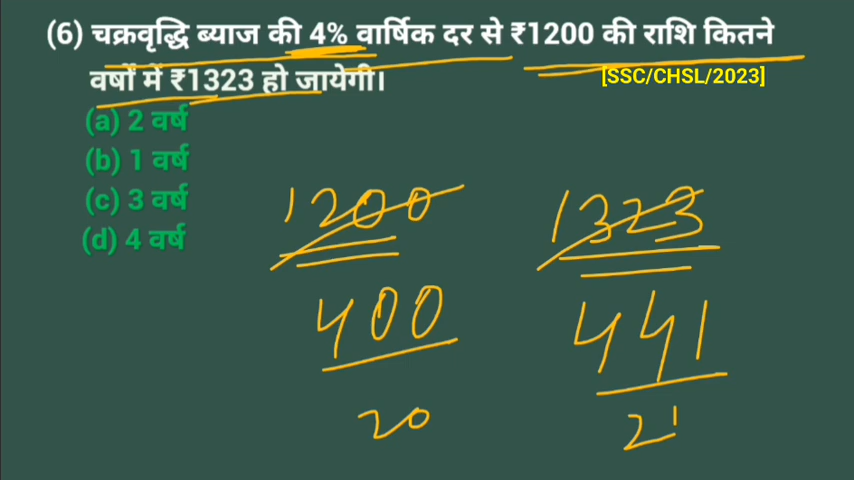 (6) चक्रवृद्धि ब्याज की 4% वार्षिक दर से ₹1200 की राशि कितने
वर्षों में ₹1323 हो जायेगी।
[SSC/CHSL/2023]
(a) 2 वर्ष
(b) 1 वर्ष
(c) 3 वर्ष
(d) 4 वर्ष
1200 1323
400 441
20 21